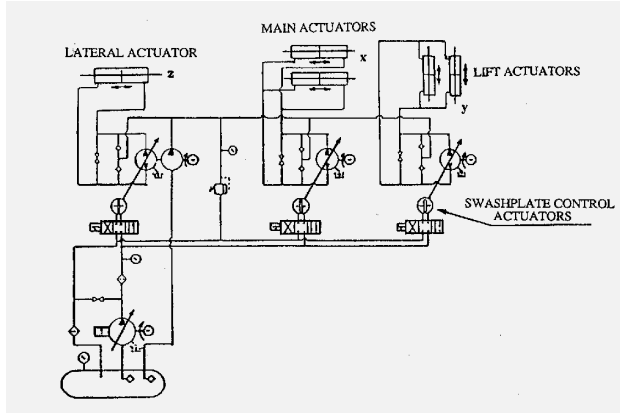 MAIN ACTUATORS
LATERAL ACTUATOR
x
z
LIFT ACTUATORS
y
SWASHPLATE CONTROL
ACTUATORS